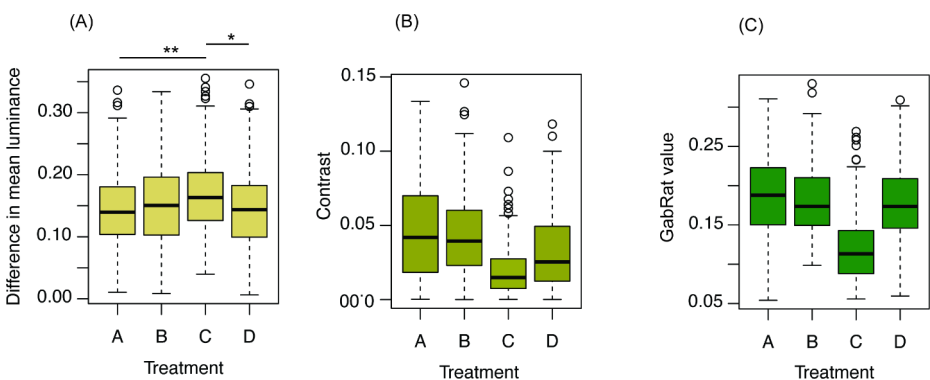 (A)
** *
Difference in mean luminance
0.30
0.20
0.10
0.00
A B C D
Treatment
(B)
Contrast
0.15
0.10
0.05
0.00
A B C D
Treatment
(C)
GabRat value
0.25
0.15
0.05
A B C D
Treatment